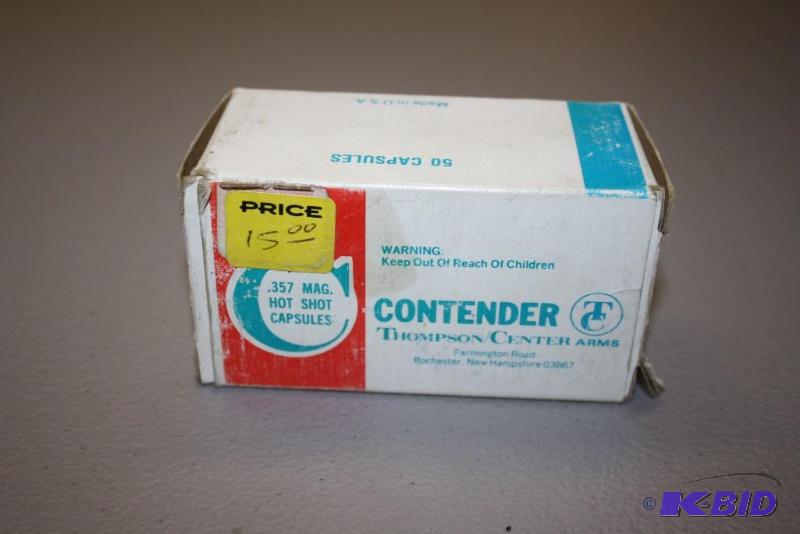 Made in U.S.A
50 CAPSULES
PRICE
15.00
WARNING:
Keep Out Of Reach Of Children
.357 MAG.
HOT SHOT
CAPSULES
CONTENDER TC
THOMPSON/CENTER ARMS
Farmington Road
Rochester, New Hampshire 03867
© K-BID